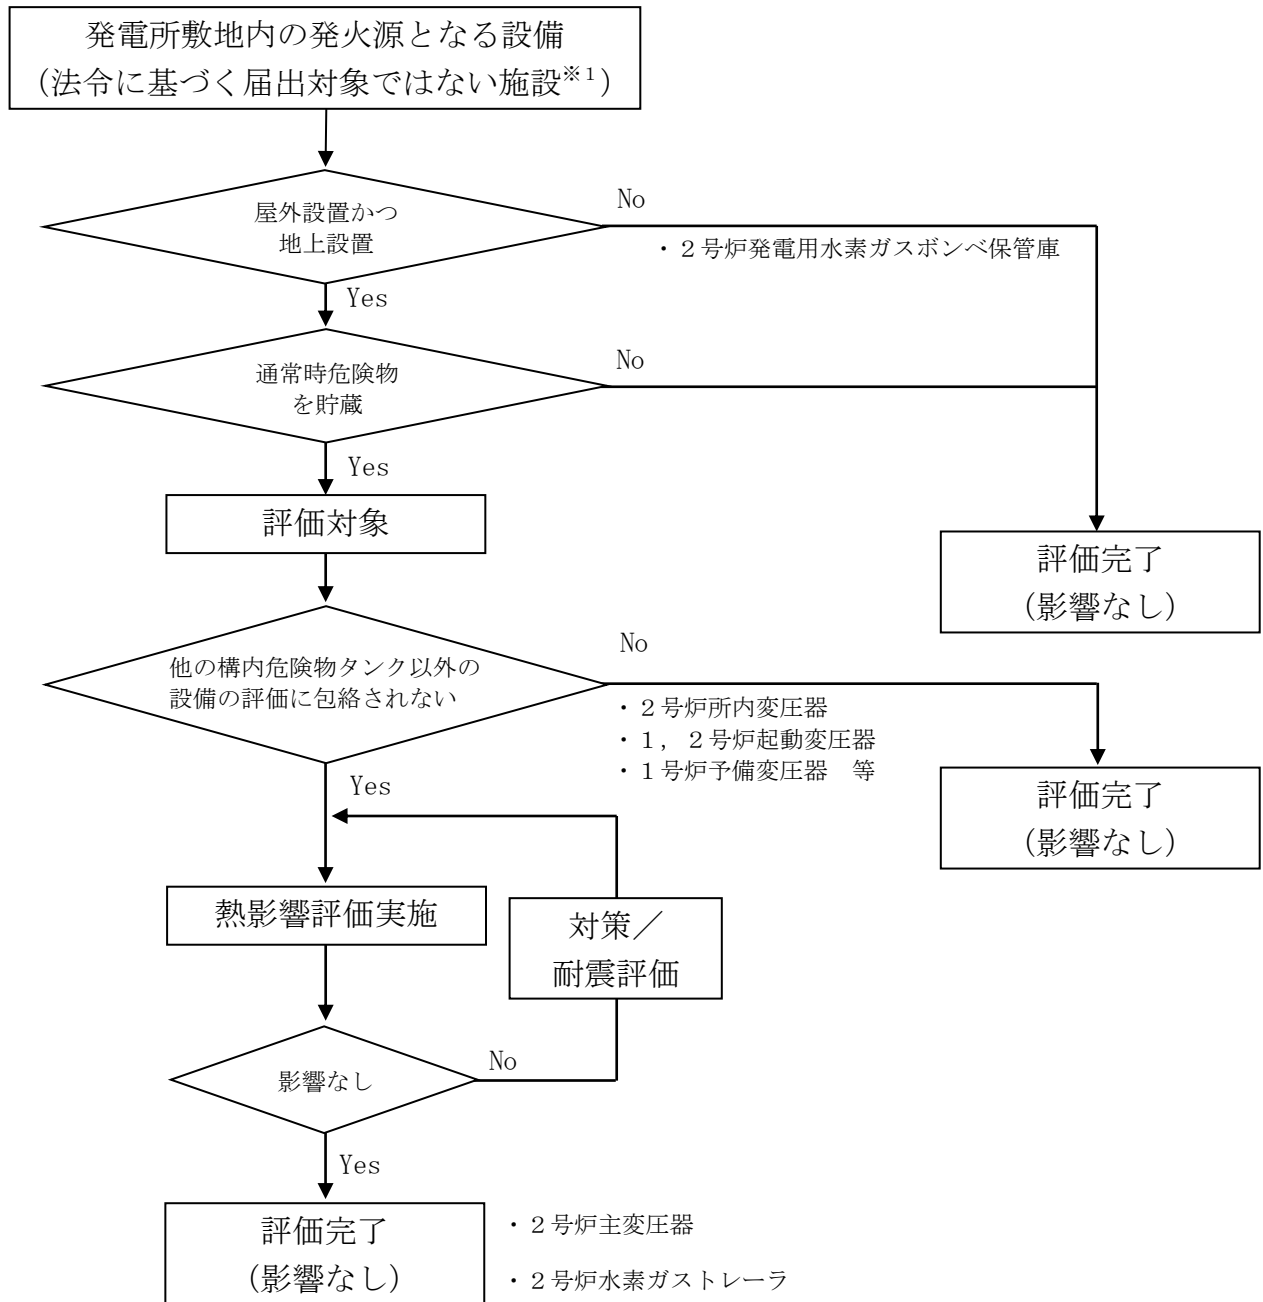 発電所敷地内の発火源となる設備
（法令に基づく届出対象ではない施設※1）
屋外設置かつ
地上設置
No
・２号炉発電用水素ガスボンベ保管庫
Yes
通常時危険物
を貯蔵
No
Yes
評価対象
評価完了
（影響なし）
他の構内危険物タンク以外の
設備の評価に包絡されない
No
・２号炉所内変圧器
・１，２号炉起動変圧器
・１号炉予備変圧器　等
Yes
評価完了
（影響なし）
熱影響評価実施
対策／
耐震評価
影響なし
No
Yes
評価完了
（影響なし）
・２号炉主変圧器
・２号炉水素ガストレーラ